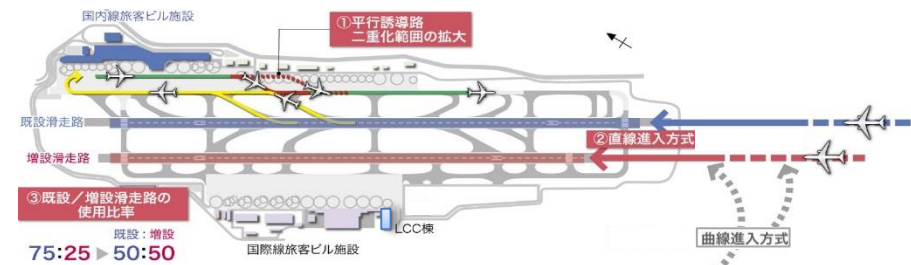 国内線旅客ビル施設
①平行誘導路
二重化範囲の拡大
既設滑走路
②直線進入方式
増設滑走路
③既設／増設滑走路の
使用比率
既設：増設
75:25 ▶ 50:50
LCC棟
国際線旅客ビル施設
曲線進入方式